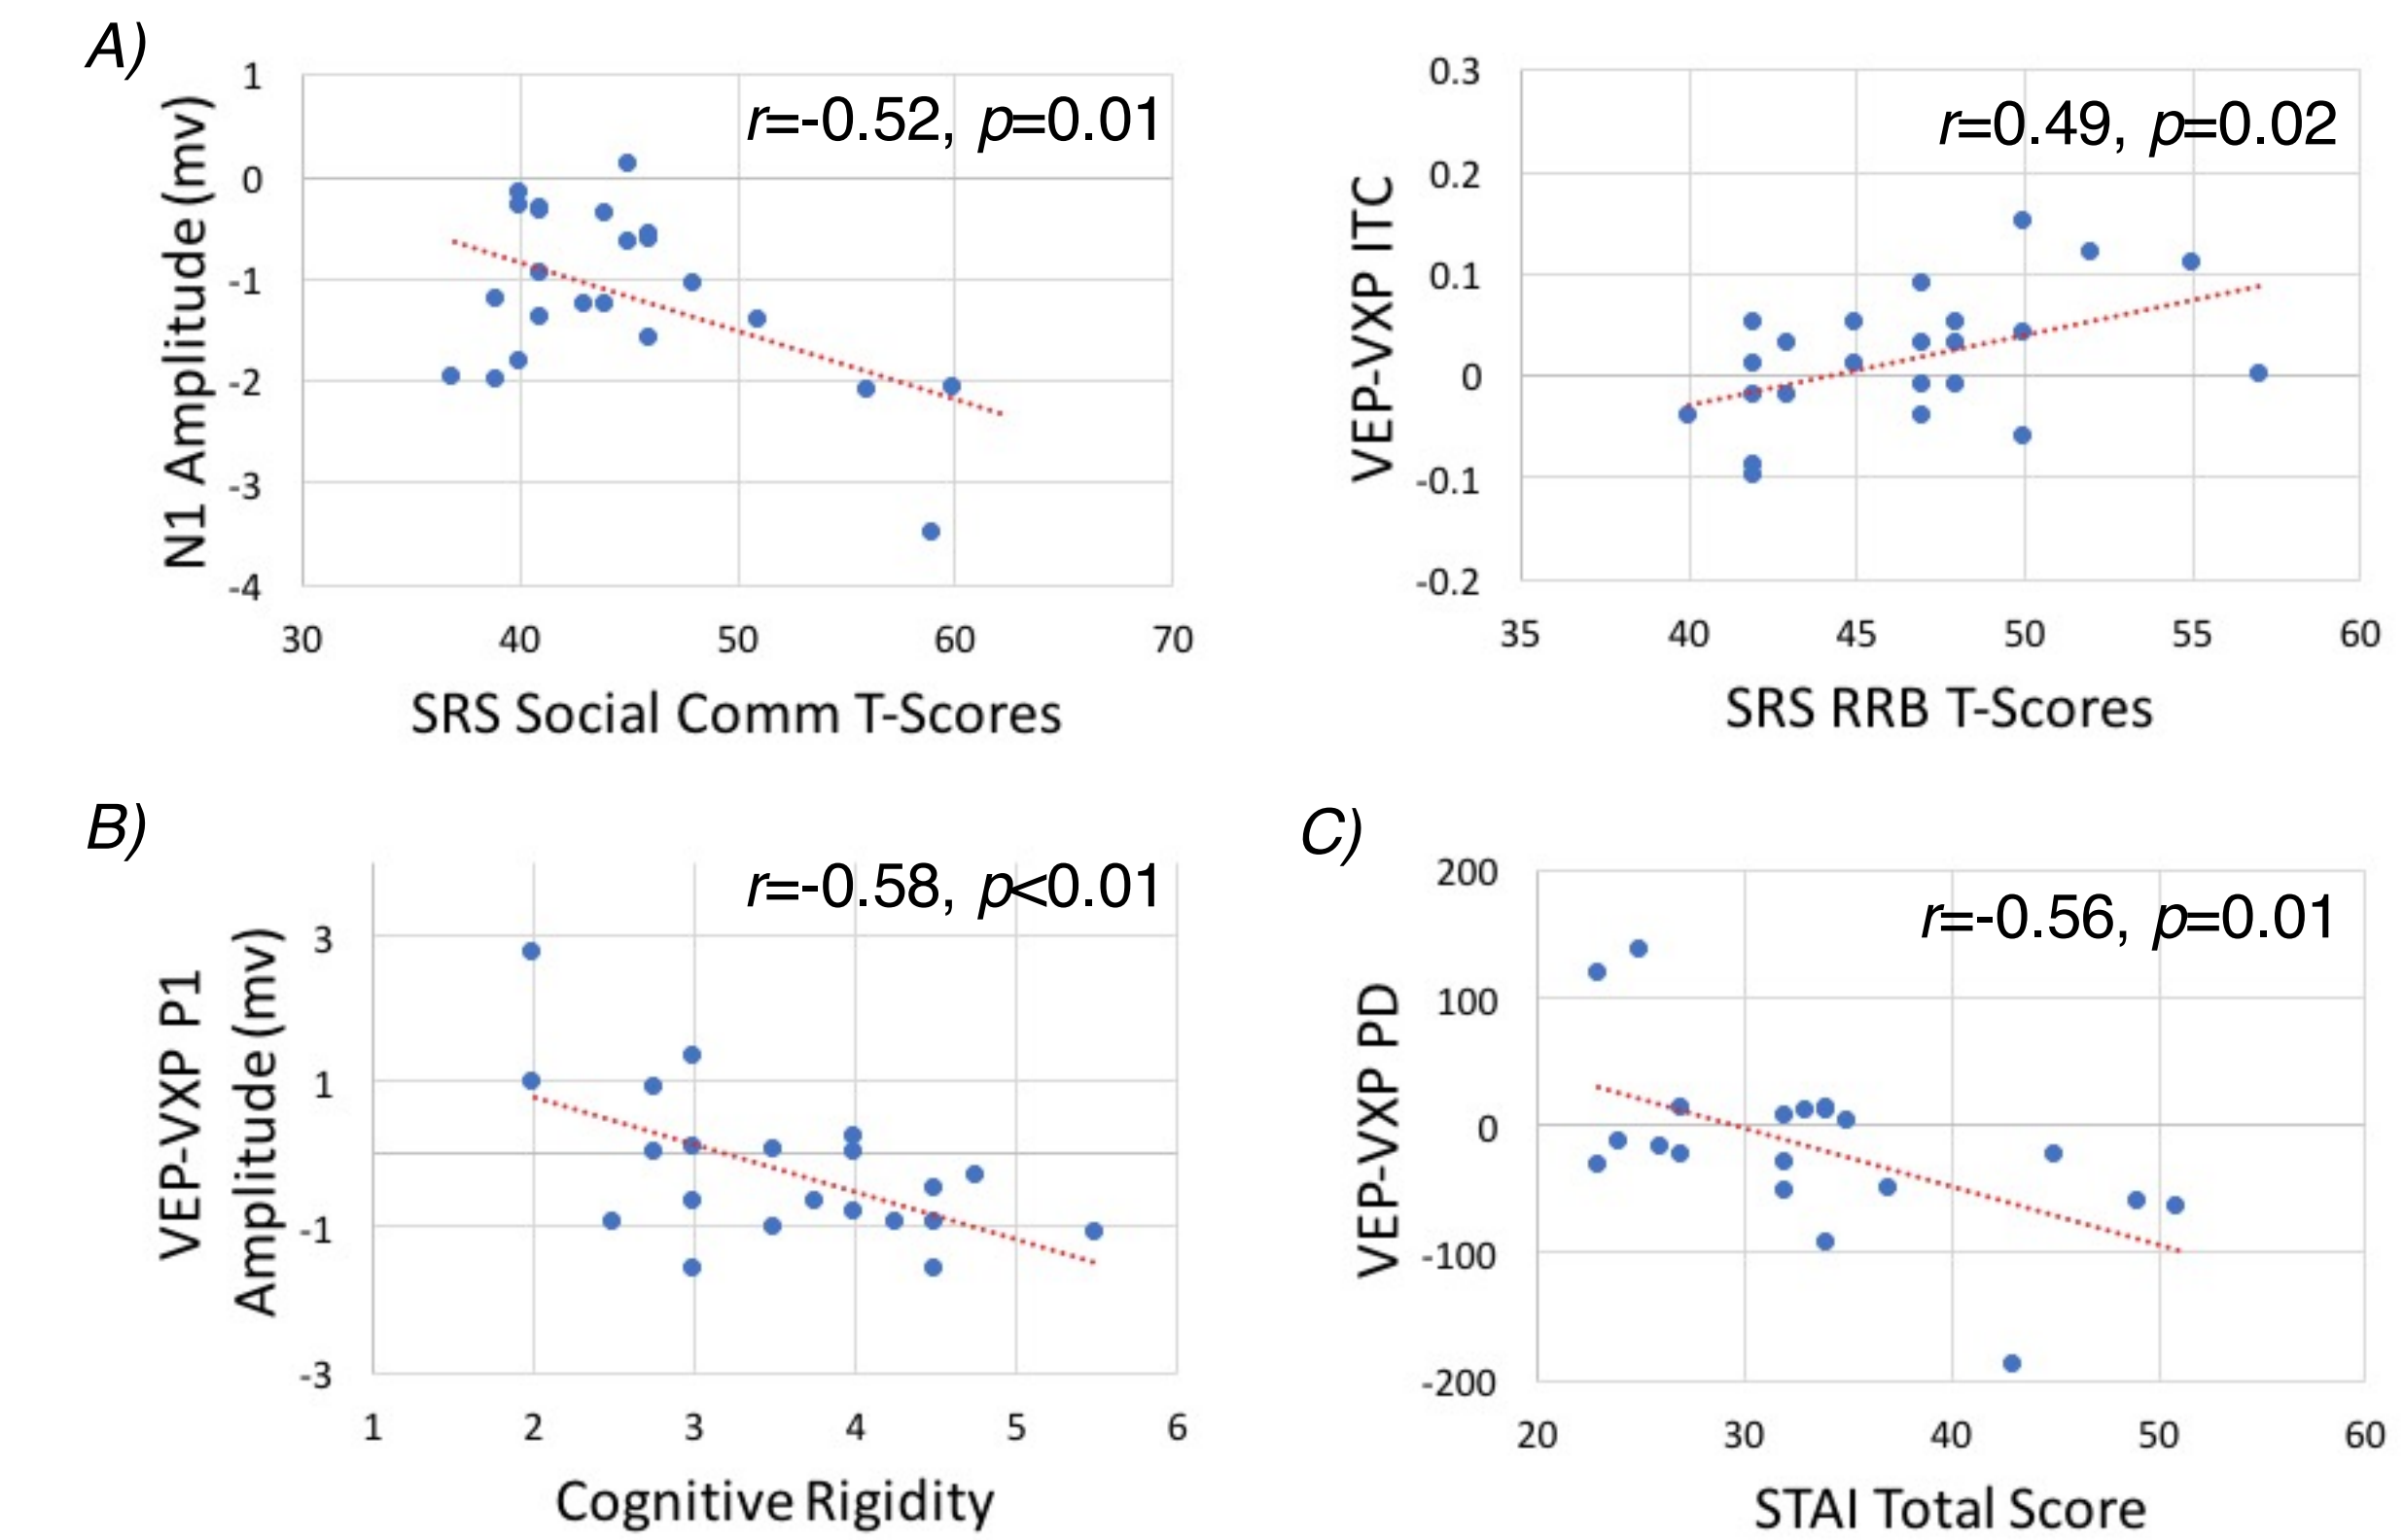 A)
r=-0.52, p=0.01
N1 Amplitude (mv)
1
0
-1
-2
-3
-4
30 40 50 60 70
SRS Social Comm T-Scores
r=0.49, p=0.02
VEP-VXP ITC
0.3
0.2
0.1
0
-0.1
-0.2
35 40 45 50 55 60
SRS RRB T-Scores
B)
r=-0.58, p<0.01
VEP-VXP P1
Amplitude (mv)
3
1
-1
-3
1 2 3 4 5 6
Cognitive Rigidity
C)
r=-0.56, p=0.01
VEP-VXP PD
200
100
0
-100
-200
20 30 40 50 60
STAI Total Score